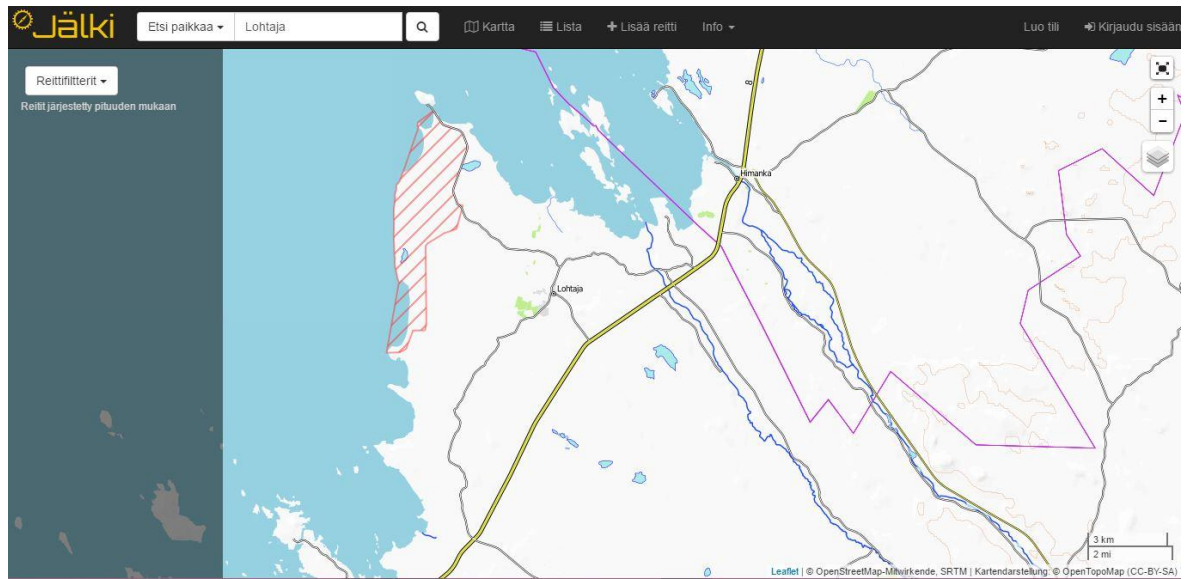 Jälki
Etsi paikkaa
Lohtaja
Kartta
Lista
Lisää reitti
Info
Luo tili
Kirjaudu sisään
Reittifiltterit
Reitit järjestetty pituuden mukaan
+
−
8
Himanka
Lohtaja
3 km
2 mi
Leaflet | © OpenStreetMap-Mitwirkende, SRTM | Kartendarstellung: © OpenTopoMap (CC-BY-SA)